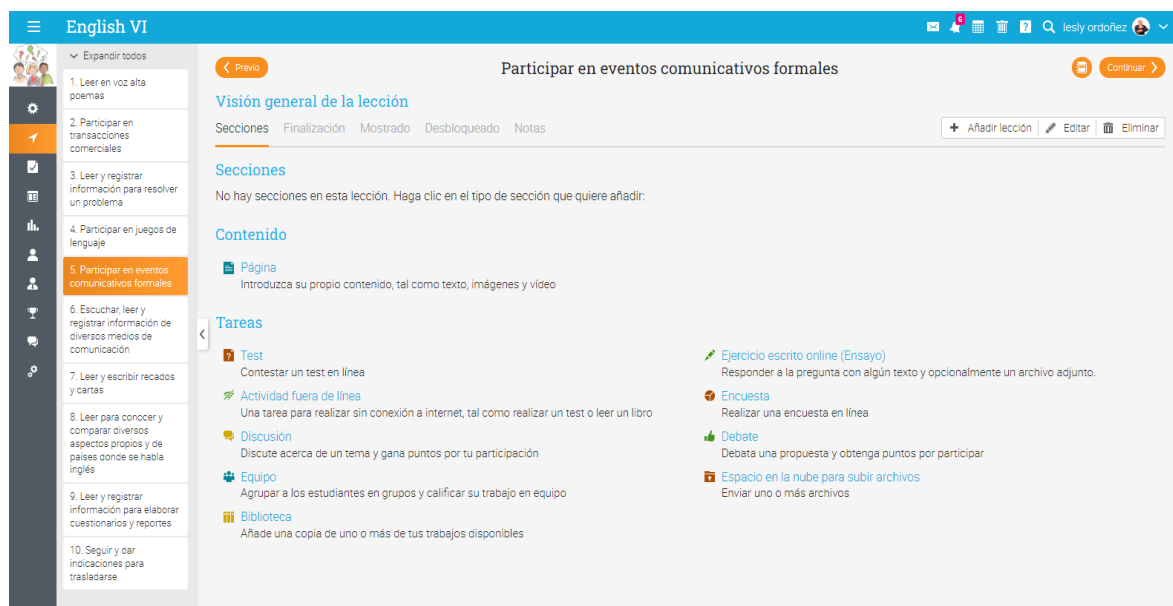 English VI
6
lesly ordoñez
Expandir todos
1. Leer en voz alta
poemas
2. Participar en
transacciones
comerciales
3. Leer y registrar
información para resolver
un problema
4. Participar en juegos de
lenguaje
5. Participar en eventos
comunicativos formales
6. Escuchar, leer y
registrar información de
diversos medios de
comunicación
7. Leer y escribir recados
y cartas
8. Leer para conocer y
comparar diversos
aspectos propios y de
países donde se habla
inglés
9. Leer y registrar
información para elaborar
cuestionarios y reportes
10. Seguir y dar
indicaciones para
trasladarse
Previo
Participar en eventos comunicativos formales
Continuar
Visión general de la lección
Secciones Finalización Mostrado Desbloqueado Notas
Añadir lección Editar Eliminar
Secciones
No hay secciones en esta lección. Haga clic en el tipo de sección que quiere añadir:
Contenido
Página
Introduzca su propio contenido, tal como texto, imágenes y vídeo
Tareas
Test
Contestar un test en línea
Actividad fuera de línea
Una tarea para realizar sin conexión a internet, tal como realizar un test o leer un libro
Discusión
Discute acerca de un tema y gana puntos por tu participación
Equipo
Agrupar a los estudiantes en grupos y calificar su trabajo en equipo
Biblioteca
Añade una copia de uno o más de tus trabajos disponibles
Ejercicio escrito online (Ensayo)
Responder a la pregunta con algún texto y opcionalmente un archivo adjunto.
Encuesta
Realizar una encuesta en línea
Debate
Debata una propuesta y obtenga puntos por participar
Espacio en la nube para subir archivos
Enviar uno o más archivos